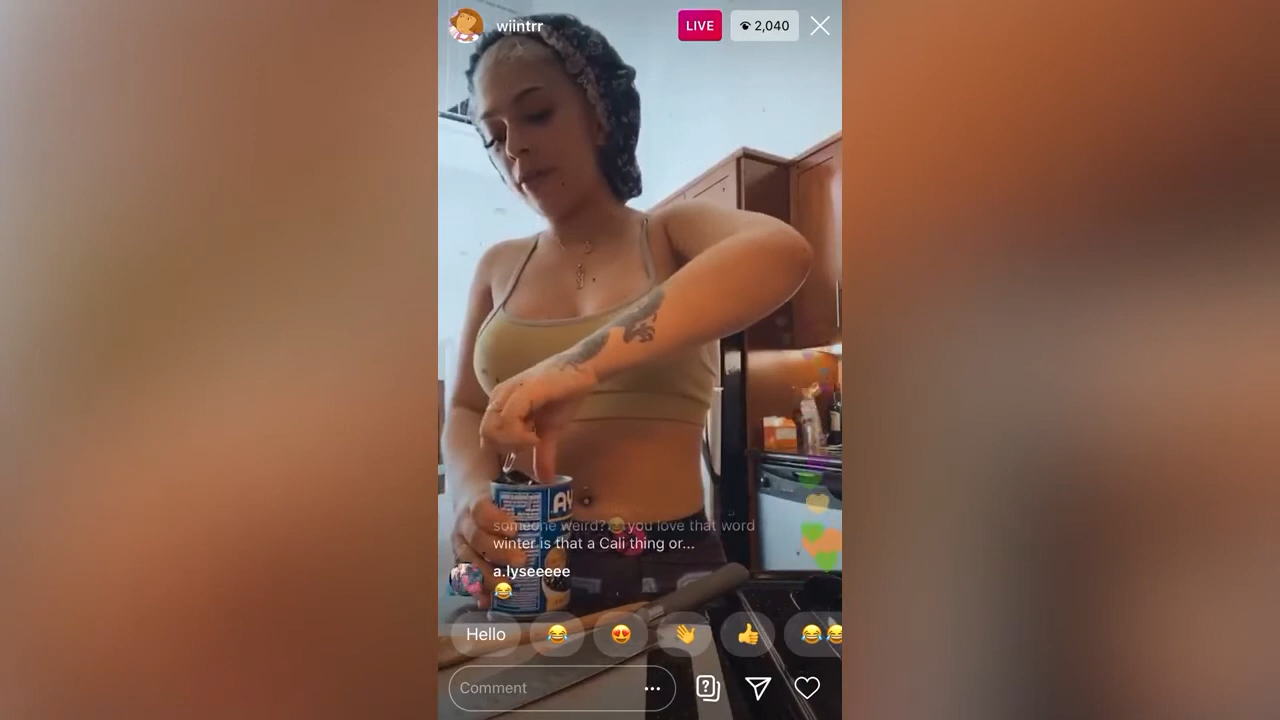 wiintrr
LIVE
2,040
AY
someone weird?😂 you love that word
winter is that a Cali thing or...
a.lyseeeee
😂
Hello 😂 😍 👋 👍 😂😂
Comment